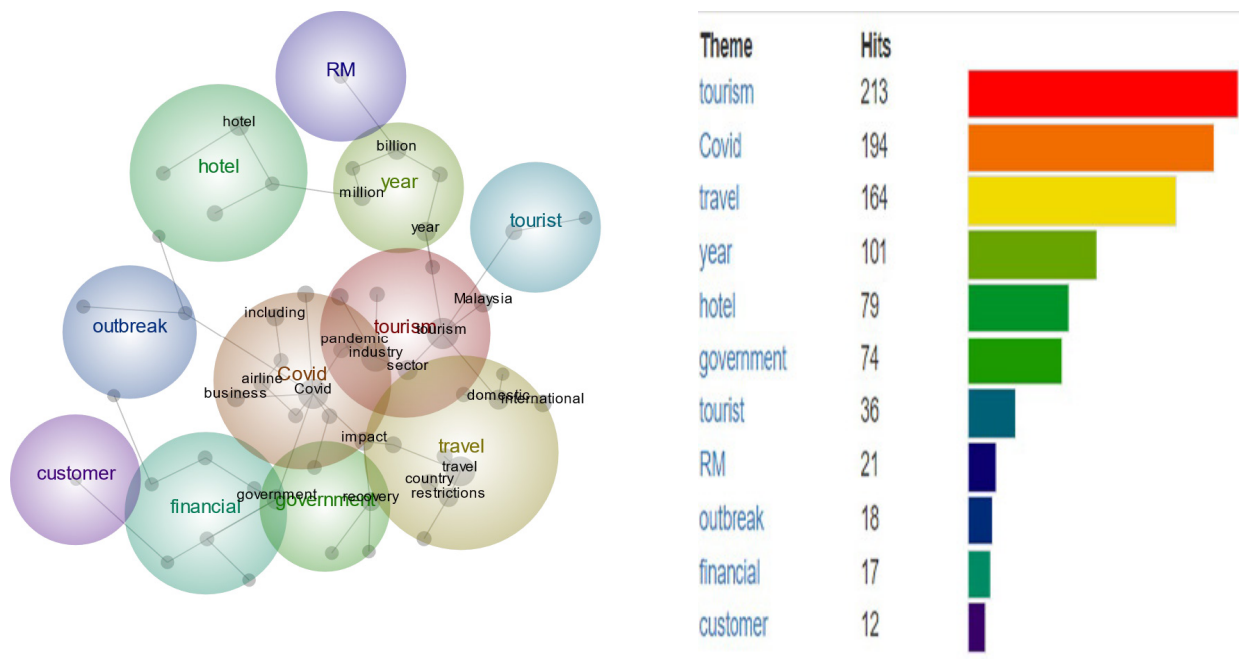 RM
hotel
hotel
billion
million
year
year
tourist
Malaysia
outbreak
including
tourism
tourism
pandemic
industry
sector
Covid
airline
Covid
business
domestic
international
impact
travel
travel
customer
country
restrictions
government
recovery
government
financial
Theme Hits
tourism 213
Covid 194
travel 164
year 101
hotel 79
government 74
tourist 36
RM 21
outbreak 18
financial 17
customer 12